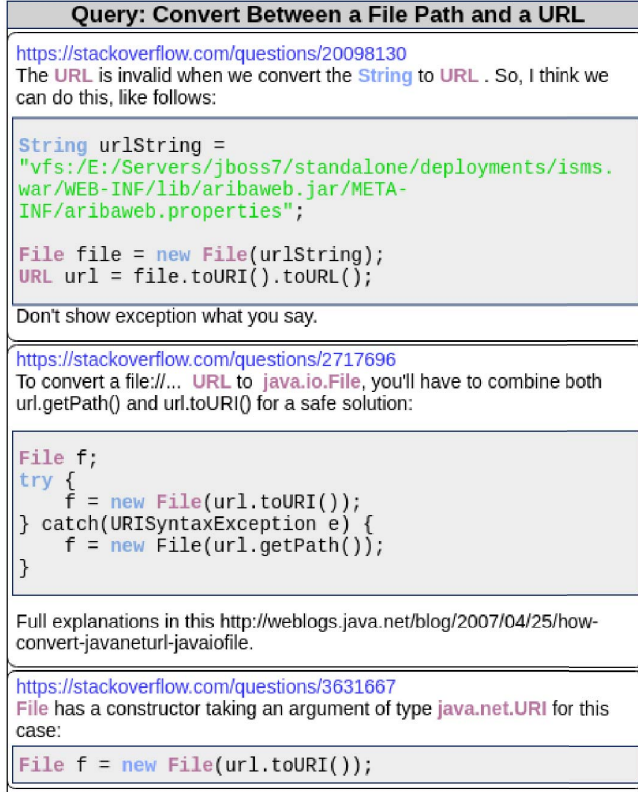 Query: Convert Between a File Path and a URL
https://stackoverflow.com/questions/20098130
The URL is invalid when we convert the String to URL . So, I think we
can do this, like follows:
String urlString =
"vfs:/E:/Servers/jboss7/standalone/deployments/isms.
war/WEB-INF/lib/aribaweb.jar/META-
INF/aribaweb.properties";
File file = new File(urlString);
URL url = file.toURI().toURL();
Don't show exception what you say.
https://stackoverflow.com/questions/2717696
To convert a file://... URL to java.io.File, you'll have to combine both
url.getPath() and url.toURI() for a safe solution:
File f;
try {
    f = new File(url.toURI());
} catch(URISyntaxException e) {
    f = new File(url.getPath());
}
Full explanations in this http://weblogs.java.net/blog/2007/04/25/how-
convert-javaneturl-javaiofile.
https://stackoverflow.com/questions/3631667
File has a constructor taking an argument of type java.net.URI for this
case:
File f = new File(url.toURI());